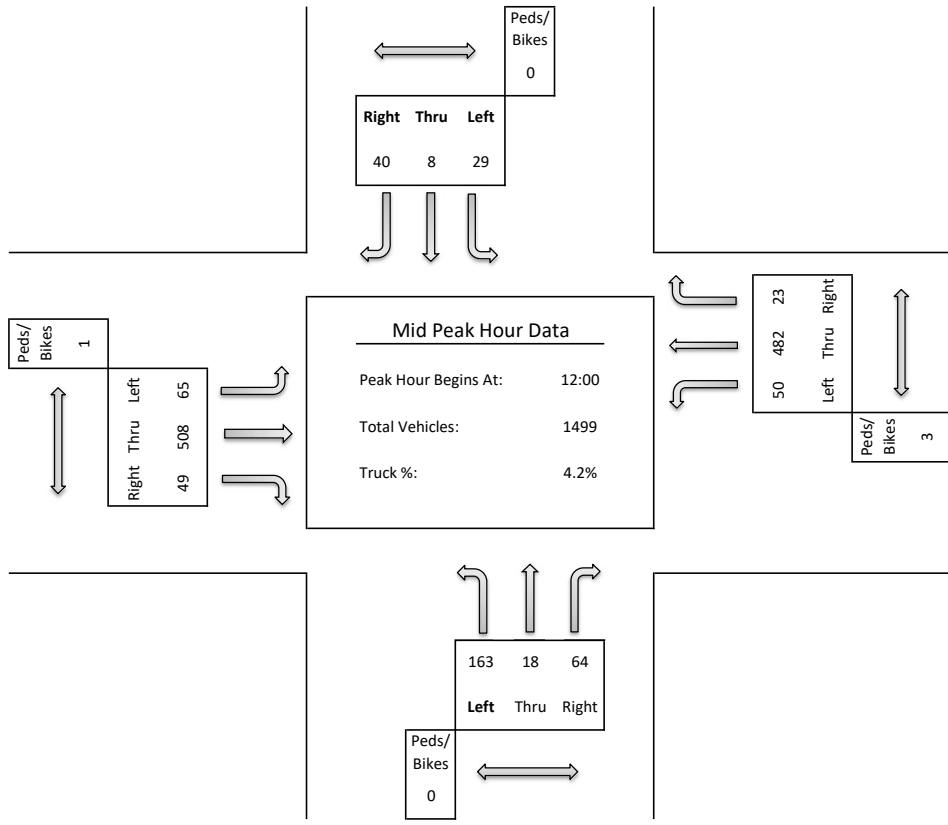 Peds/
Bikes
0
Right Thru Left
40 8 29
Peds/
Bikes
1
Left 65
Thru 508
Right 49
Mid Peak Hour Data
Peak Hour Begins At: 12:00
Total Vehicles: 1499
Truck %: 4.2%
23 Right
482 Thru
50 Left
Peds/
Bikes
3
163 18 64
Left Thru Right
Peds/
Bikes
0